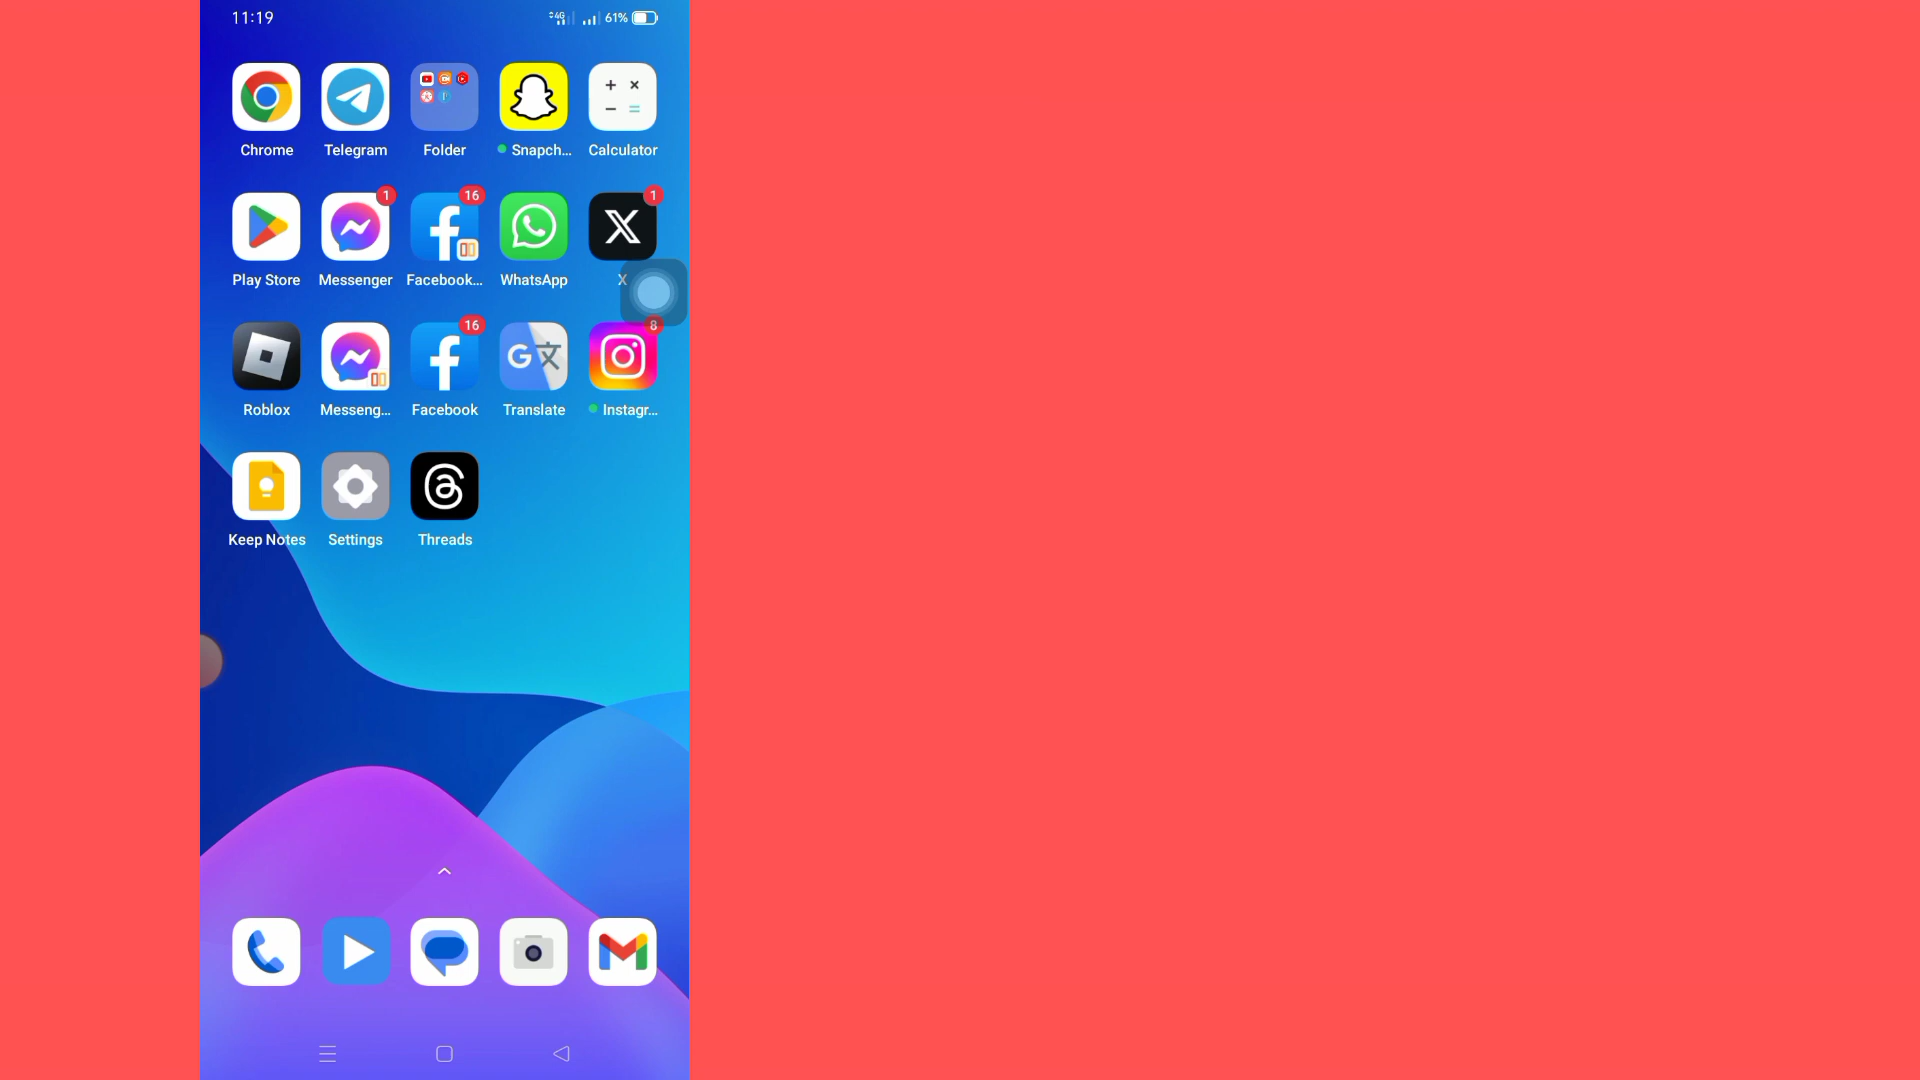 11:19 4G 61%
Chrome Telegram Folder Snapch... Calculator
1 16 1
Play Store Messenger Facebook... WhatsApp X
16 8
Roblox Messeng... Facebook Translate Instagr...
Keep Notes Settings Threads